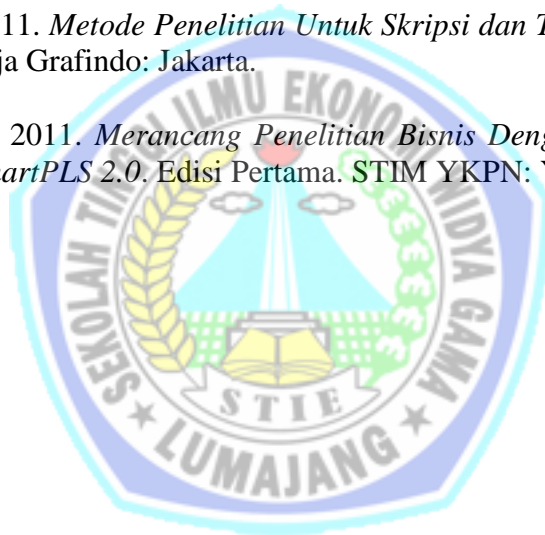 11. Metode Penelitian Untuk Skripsi dan T
ja Grafindo: Jakarta.
2011. Merancang Penelitian Bisnis Deng
martPLS 2.0. Edisi Pertama. STIM YKPN: Y
SEKOLAH TINGGI ILMU EKONOMI WIDYA GAMA
STIE
LUMAJANG